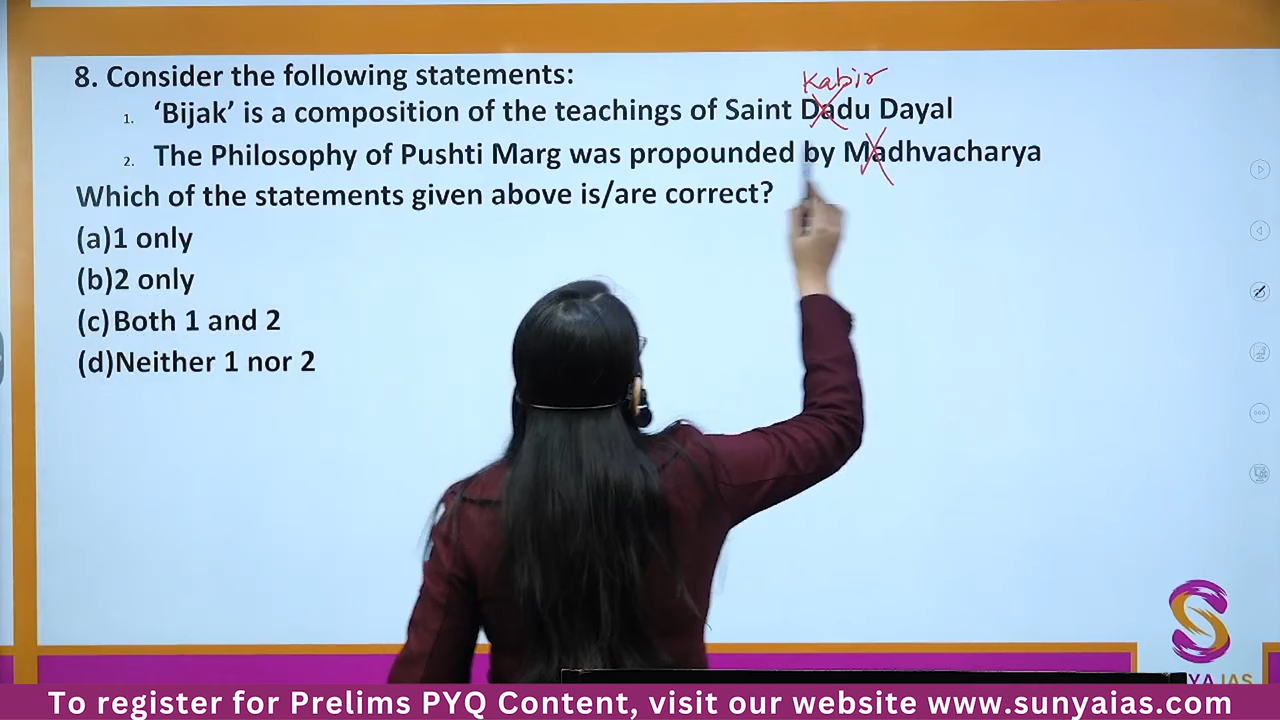 8. Consider the following statements:
Kabir
1. ‘Bijak’ is a composition of the teachings of Saint Dadu Dayal
2. The Philosophy of Pushti Marg was propounded by Madhvacharya
Which of the statements given above is/are correct?
(a)1 only
(b)2 only
(c)Both 1 and 2
(d)Neither 1 nor 2
YA IAS
To register for Prelims PYQ Content, visit our website www.sunyaias.com